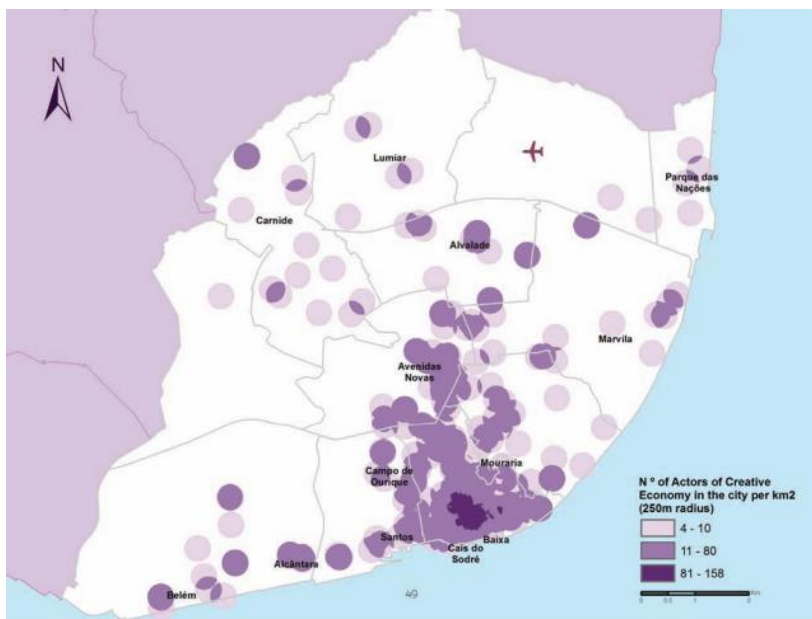 N
Lumiar
Parque das
Nações
Carnide
Alvalade
Marvila
Avenidas
Novas
Mouraria
Campo de
Ourique
Santos
Baixa
Cais do
Sodré
Alcântara
Belém
49
N º of Actors of Creative
Economy in the city per km2
(250m radius)
4 - 10
11 - 80
81 - 158